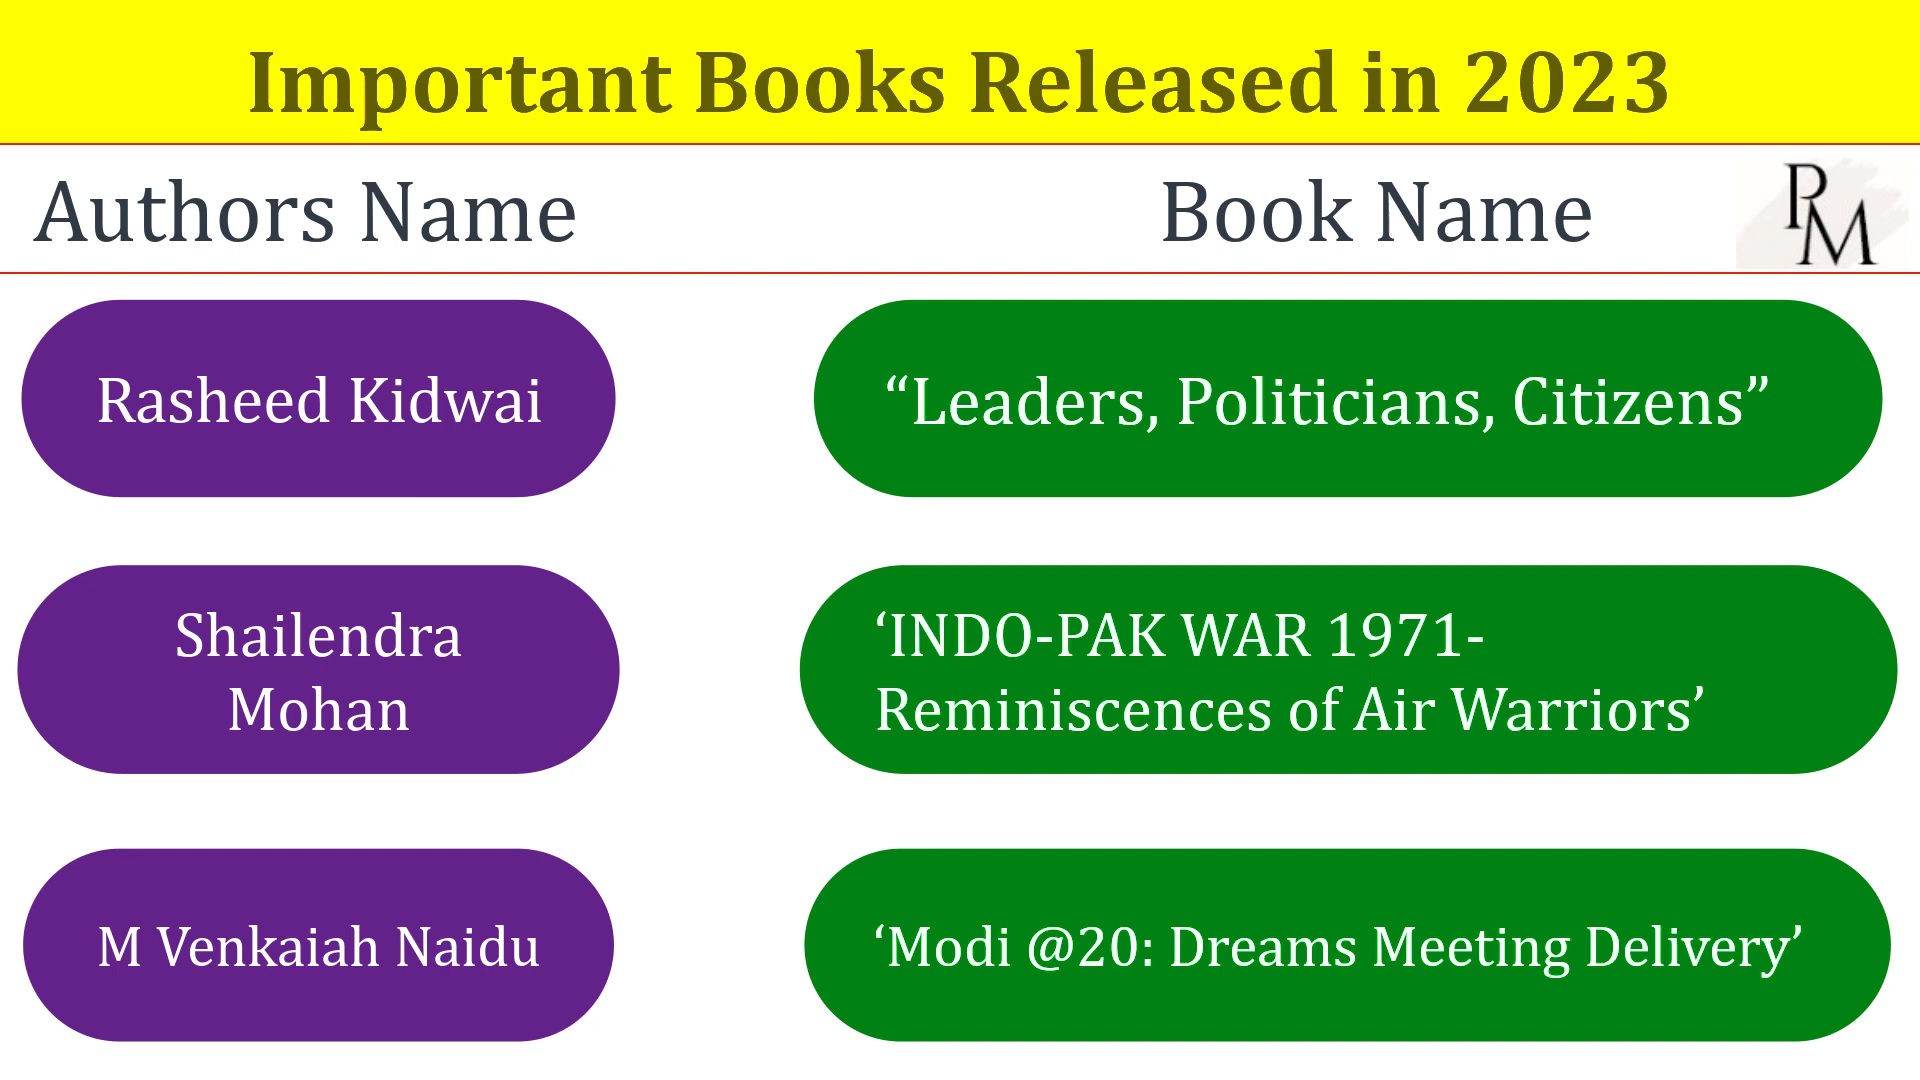 Important Books Released in 2023
Authors Name
Book Name
PM
Rasheed Kidwai
“Leaders, Politicians, Citizens”
Shailendra
Mohan
‘INDO-PAK WAR 1971-
Reminiscences of Air Warriors’
M Venkaiah Naidu
‘Modi @20: Dreams Meeting Delivery’